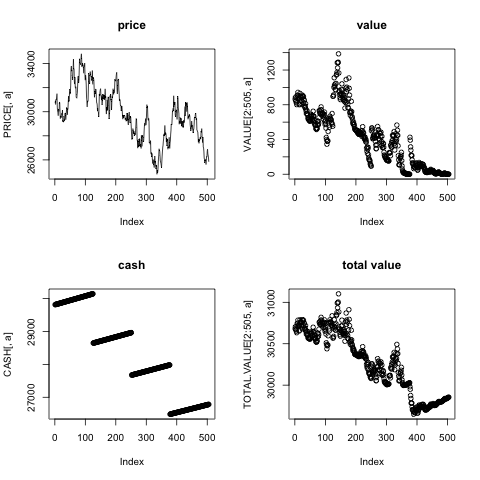 price
PRICE[, a]
26000 30000 34000
0 100 200 300 400 500
Index
value
VALUE[2:505, a]
0 400 800 1200
0 100 200 300 400 500
Index
cash
CASH[, a]
27000 29000
0 100 200 300 400 500
Index
total value
TOTAL.VALUE[2:505, a]
30000 30500 31000
0 100 200 300 400 500
Index